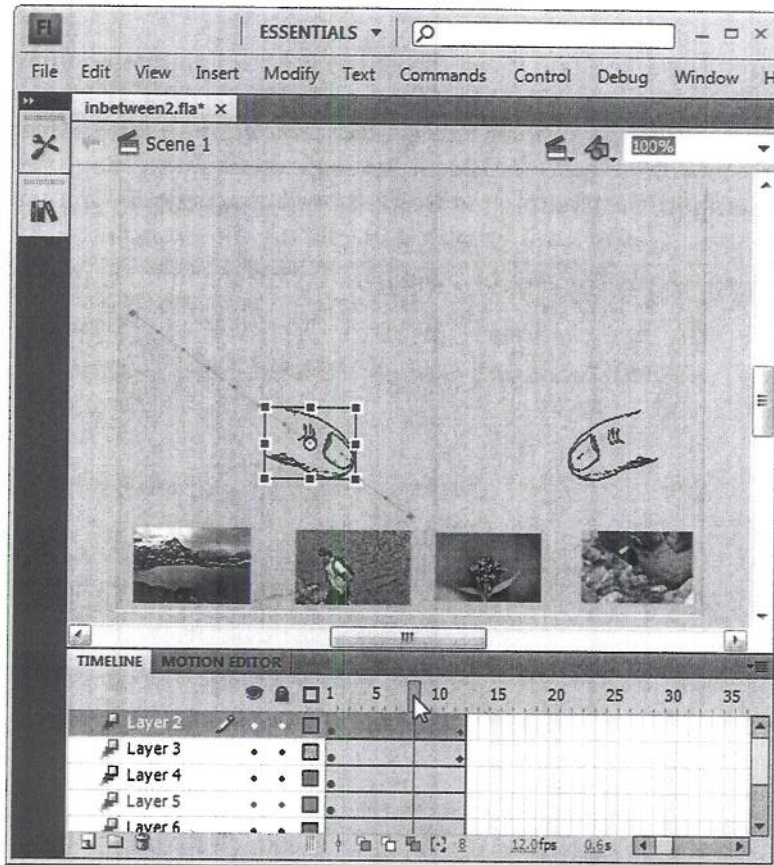 Fl ESSENTIALS
File Edit View Insert Modify Text Commands Control Debug Window H
inbetween2.fla* ×
Scene 1 100%
TIMELINE MOTION EDITOR
1 5 10 15 20 25 30 35
Layer 2
Layer 3
Layer 4
Layer 5
Layer 6
8 12.0fps 0.6s